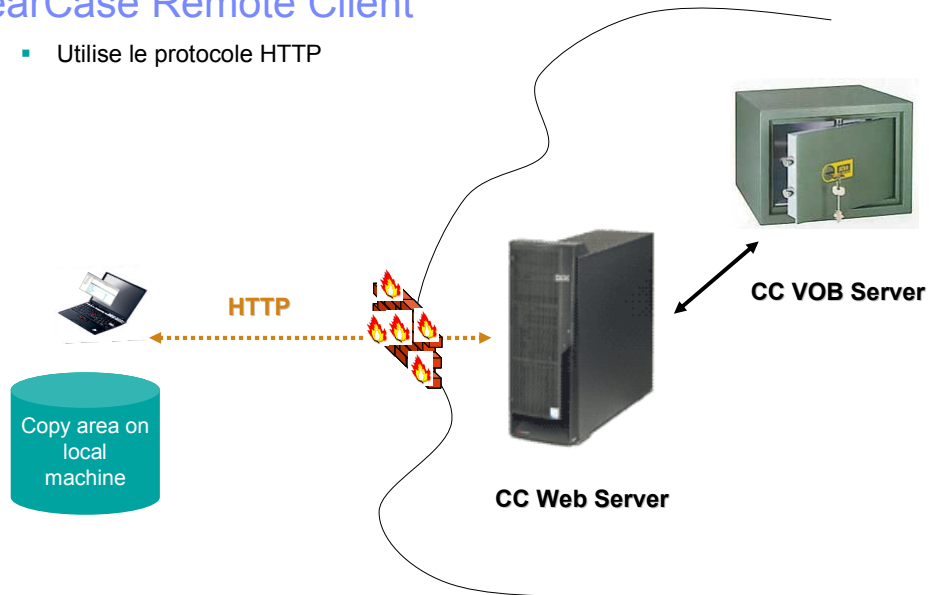 earCase Remote Client
Utilise le protocole HTTP
HTTP
CC VOB Server
Copy area on
local
machine
CC Web Server
IBM